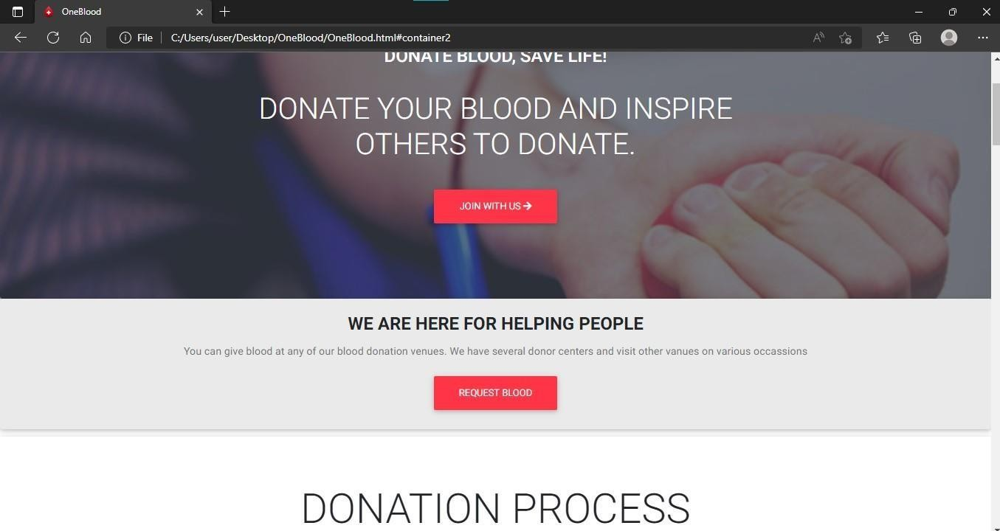 OneBlood
File
C:/Users/user/Desktop/OneBlood/OneBlood.html#container2
DONATE BLOOD, SAVE LIFE!
DONATE YOUR BLOOD AND INSPIRE
OTHERS TO DONATE.
JOIN WITH US →
WE ARE HERE FOR HELPING PEOPLE
You can give blood at any of our blood donation venues. We have several donor centers and visit other vanues on various occassions
REQUEST BLOOD
DONATION PROCESS